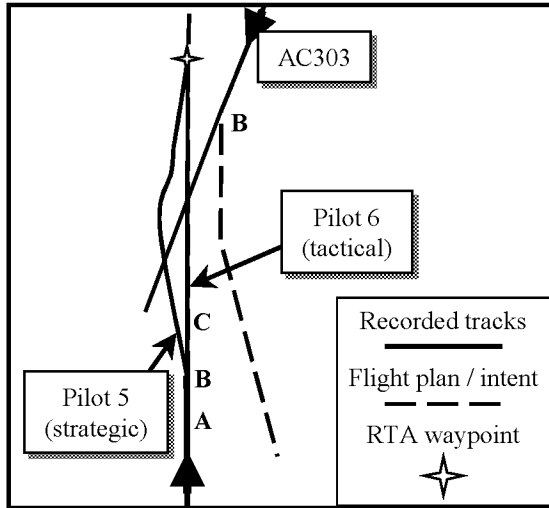 AC303
B
Pilot 6
(tactical)
C
B
Pilot 5
(strategic)
A
Recorded tracks
Flight plan / intent
RTA waypoint